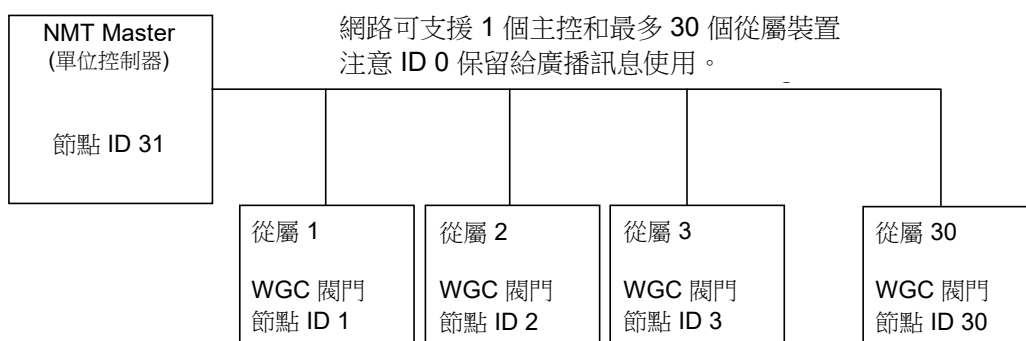 NMT Master
(單位控制器)
節點 ID 31
網路可支援 1 個主控和最多 30 個從屬裝置
注意 ID 0 保留給廣播訊息使用。
從屬 1
WGC 閥門
節點 ID 1
從屬 2
WGC 閥門
節點 ID 2
從屬 3
WGC 閥門
節點 ID 3
從屬 30
WGC 閥門
節點 ID 30